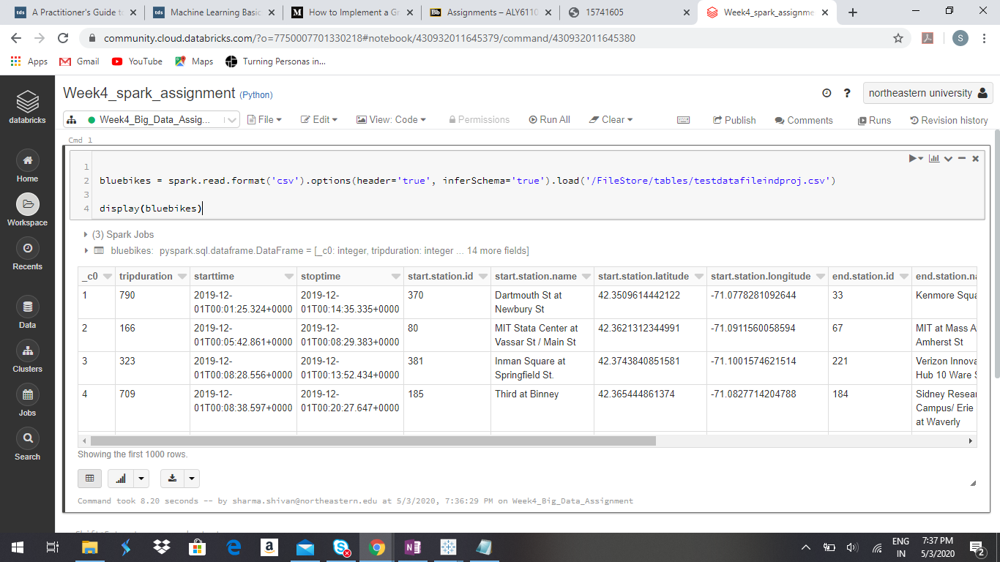 A Practitioner's Guide to
Machine Learning Basic
How to Implement a Gr
Assignments – ALY6110
15741605
Week4_spark_assignme
community.cloud.databricks.com/?o=7750007701330218#notebook/430932011645379/command/430932011645380
S
Apps
Gmail
YouTube
Maps
Turning Personas in...
databricks
Home
Workspace
Recents
Data
Clusters
Jobs
Search
Week4_spark_assignment (Python)
northeastern university
Week4_Big_Data_Assig...
File
Edit
View: Code
Permissions
Run All
Clear
Publish
Comments
Runs
Revision history
Cmd 1
1
2 bluebikes = spark.read.format('csv').options(header='true', inferSchema='true').load('/FileStore/tables/testdatafileindproj.csv')
3
4 display(bluebikes)
(3) Spark Jobs
bluebikes: pyspark.sql.dataframe.DataFrame = [_c0: integer, tripduration: integer ... 14 more fields]
_c0 tripduration starttime stoptime start.station.id start.station.name start.station.latitude start.station.longitude end.station.id end.station.na
1 790 2019-12- 2019-12- 370 Dartmouth St at 42.3509614442122 -71.0778281092644 33 Kenmore Squa
01T00:01:25.324+0000 01T00:14:35.335+0000 Newbury St
2 166 2019-12- 2019-12- 80 MIT Stata Center at 42.3621312344991 -71.0911560058594 67 MIT at Mass A
01T00:05:42.861+0000 01T00:08:29.383+0000 Vassar St / Main St Amherst St
3 323 2019-12- 2019-12- 381 Inman Square at 42.3743840851581 -71.1001574621514 221 Verizon Innova
01T00:08:28.556+0000 01T00:13:52.434+0000 Springfield St. Hub 10 Ware S
4 709 2019-12- 2019-12- 185 Third at Binney 42.365444861374 -71.0827714204788 184 Sidney Resear
01T00:08:38.597+0000 01T00:20:27.647+0000 Campus/ Erie
at Waverly
Showing the first 1000 rows.
Command took 8.20 seconds -- by sharma.shivan@northeastern.edu at 5/3/2020, 7:36:29 PM on Week4_Big_Data_Assignment
ENG
IN
7:37 PM
5/3/2020
2